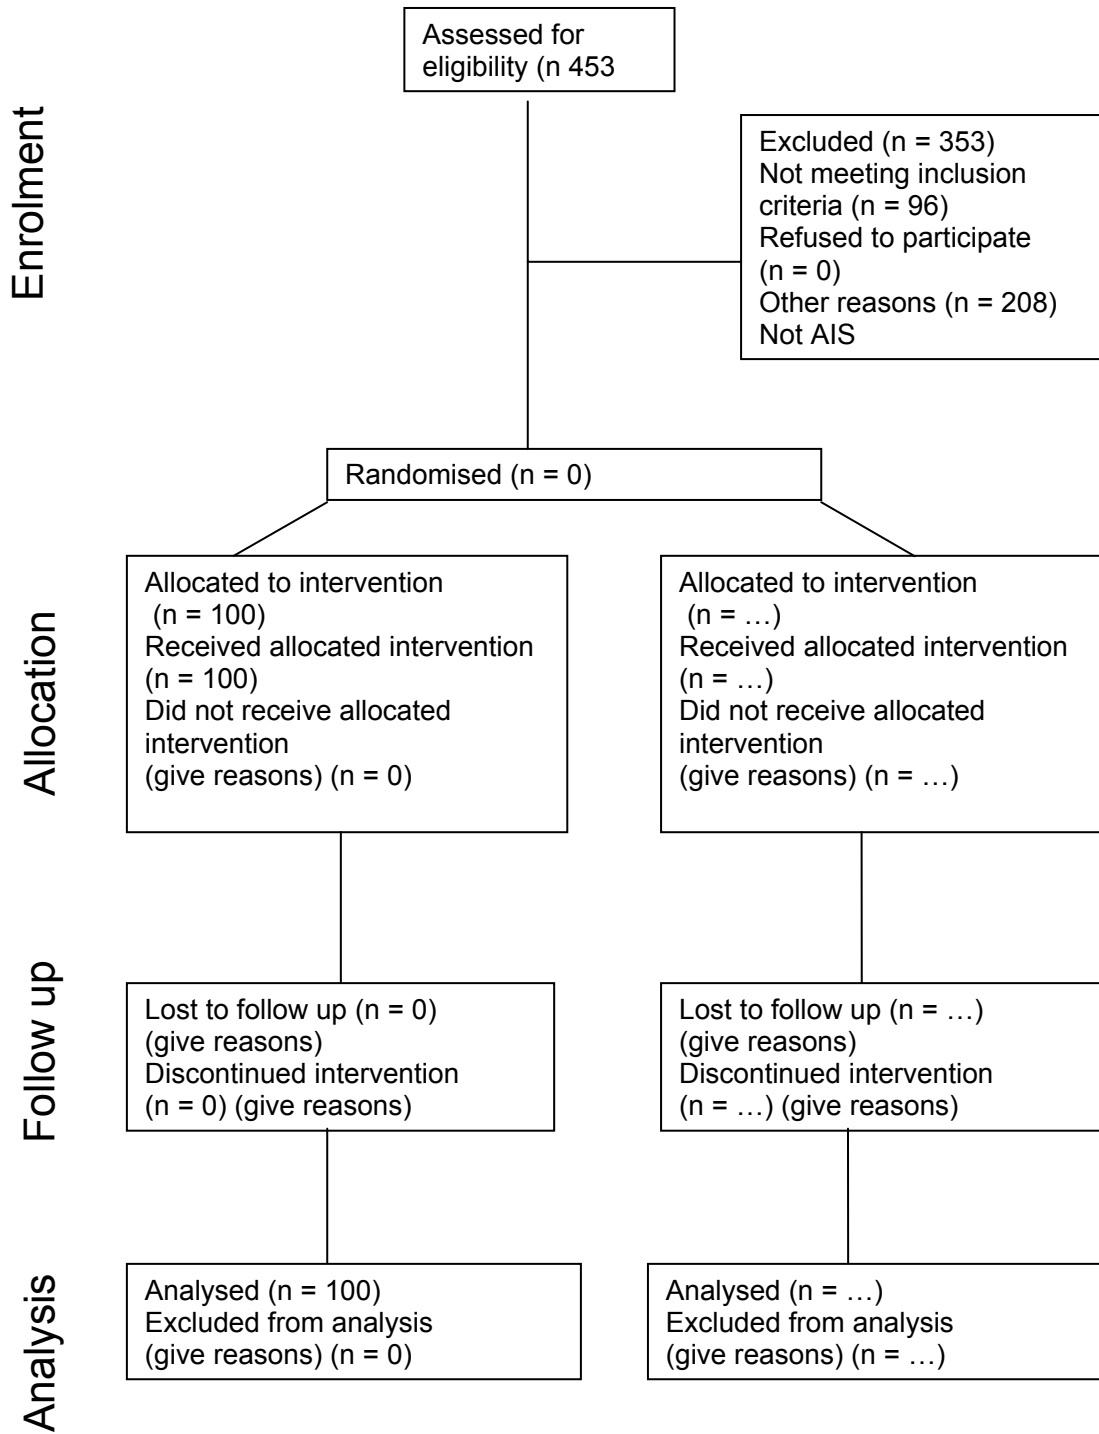 Assessed for
eligibility (n 453
Enrolment
Excluded (n = 353)
Not meeting inclusion
criteria (n = 96)
Refused to participate
(n = 0)
Other reasons (n = 208)
Not AIS
Randomised (n = 0)
Allocation
Allocated to intervention
(n = 100)
Received allocated intervention
(n = 100)
Did not receive allocated
intervention
(give reasons) (n = 0)
Allocated to intervention
(n = …)
Received allocated intervention
(n = …)
Did not receive allocated
intervention
(give reasons) (n = …)
Follow up
Lost to follow up (n = 0)
(give reasons)
Discontinued intervention
(n = 0) (give reasons)
Lost to follow up (n = …)
(give reasons)
Discontinued intervention
(n = …) (give reasons)
Analysis
Analysed (n = 100)
Excluded from analysis
(give reasons) (n = 0)
Analysed (n = …)
Excluded from analysis
(give reasons) (n = …)